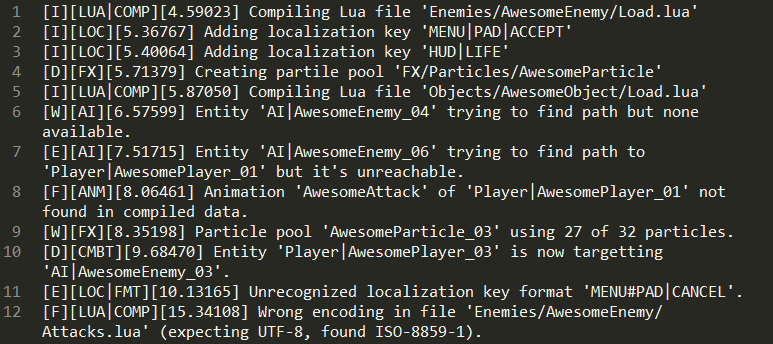 1 [I][LUA|COMP][4.59023] Compiling Lua file 'Enemies/AwesomeEnemy/Load.lua'
2 [I][LOC][5.36767] Adding localization key 'MENU|PAD|ACCEPT'
3 [I][LOC][5.40064] Adding localization key 'HUD|LIFE'
4 [D][FX][5.71379] Creating partile pool 'FX/Particles/AwesomeParticle'
5 [I][LUA|COMP][5.87050] Compiling Lua file 'Objects/AwesomeObject/Load.lua'
6 [W][AI][6.57599] Entity 'AI|AwesomeEnemy_04' trying to find path but none
available.
7 [E][AI][7.51715] Entity 'AI|AwesomeEnemy_06' trying to find path to
'Player|AwesomePlayer_01' but it's unreachable.
8 [F][ANM][8.06461] Animation 'AwesomeAttack' of 'Player|AwesomePlayer_01' not
found in compiled data.
9 [W][FX][8.35198] Particle pool 'AwesomeParticle_03' using 27 of 32 particles.
10 [D][CMBT][9.68470] Entity 'Player|AwesomePlayer_03' is now targetting
'AI|AwesomeEnemy_03'.
11 [E][LOC|FMT][10.13165] Unrecognized localization key format 'MENU#PAD|CANCEL'.
12 [F][LUA|COMP][15.34108] Wrong encoding in file 'Enemies/AwesomeEnemy/
Attacks.lua' (expecting UTF-8, found ISO-8859-1).